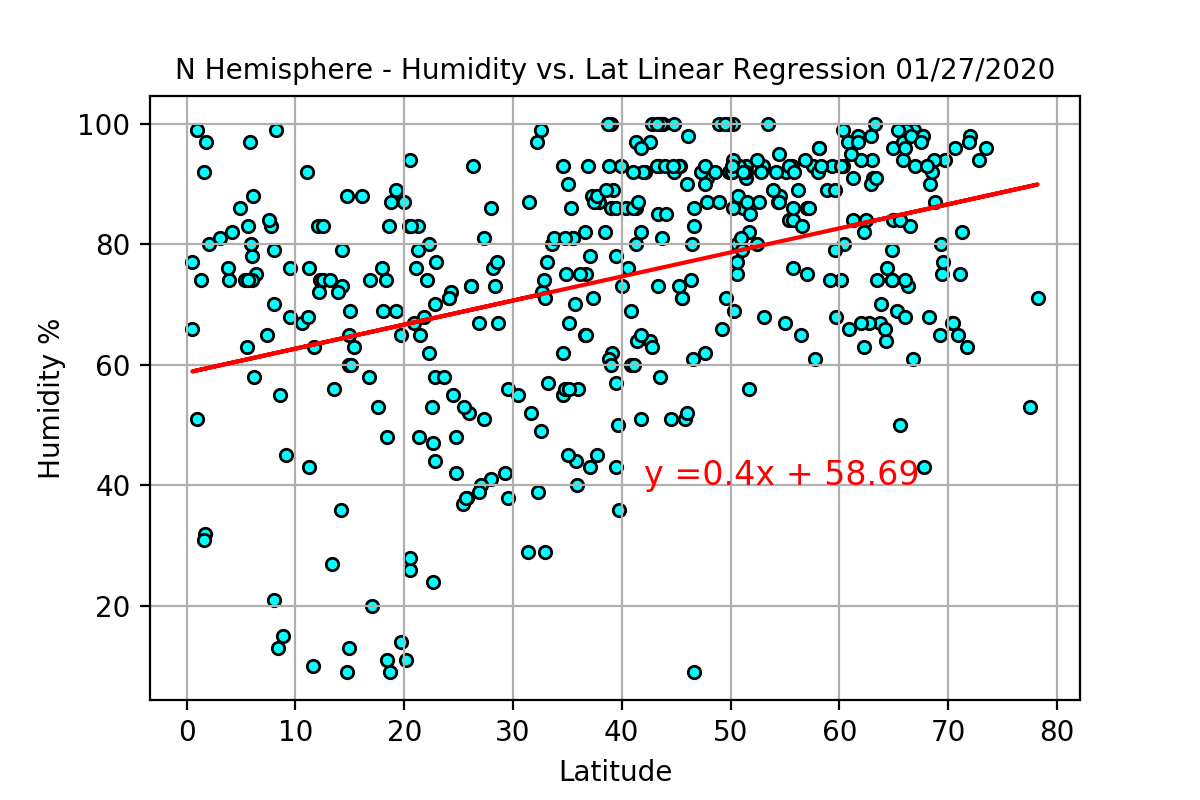 N Hemisphere - Humidity vs. Lat Linear Regression 01/27/2020
100
80
60
40
20
Humidity %
y =0.4x + 58.69
0 10 20 30 40 50 60 70 80
Latitude